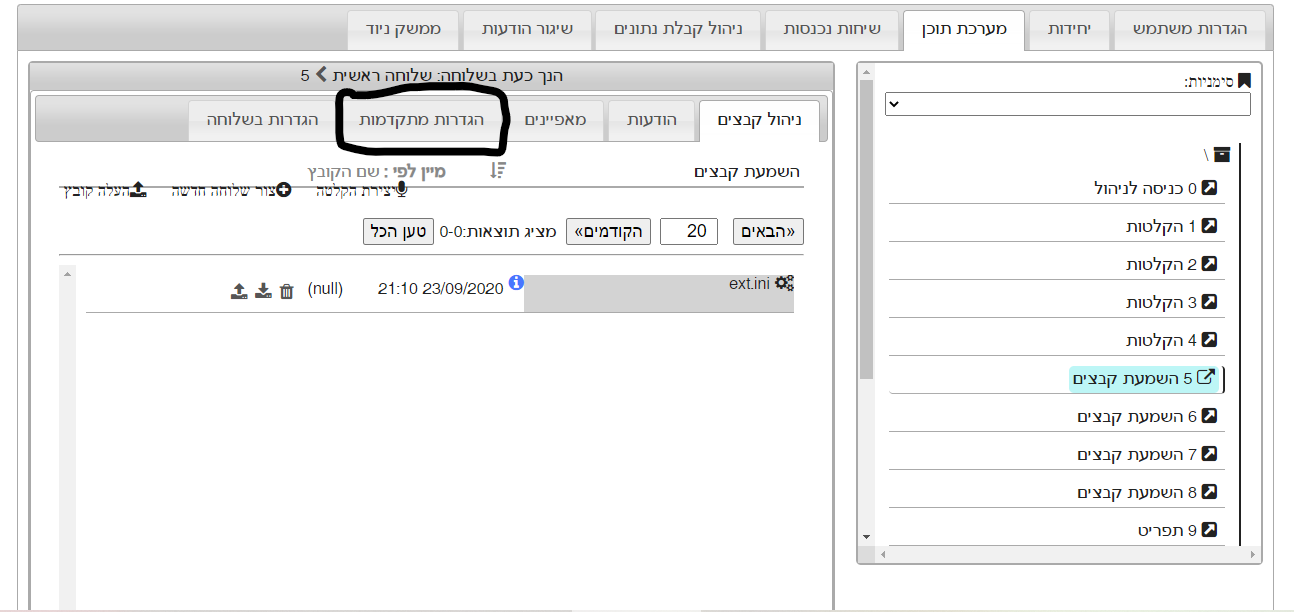 הגדרות משתמש
יחידות
מערכת תוכן
שיחות נכנסות
ניהול קבלת נתונים
שיגור הודעות
ממשק ניוד
סימניות:
\
0 כניסה לניהול
1 הקלטות
2 הקלטות
3 הקלטות
4 הקלטות
5 השמעת קבצים
6 השמעת קבצים
7 השמעת קבצים
8 השמעת קבצים
9 תפריט
הנך כעת בשלוחה: שלוחה ראשית 5
ניהול קבצים
הודעות
מאפיינים
הגדרות מתקדמות
הגדרות בשלוחה
השמעת קבצים
מיין לפי : שם הקובץ
יצירת הקלטה
צור שלוחה חדשה
העלה קובץ
«הבאים 20 הקודמים» מציג תוצאות:0-0 טען הכל
ext.ini 23/09/2020 21:10 (null)